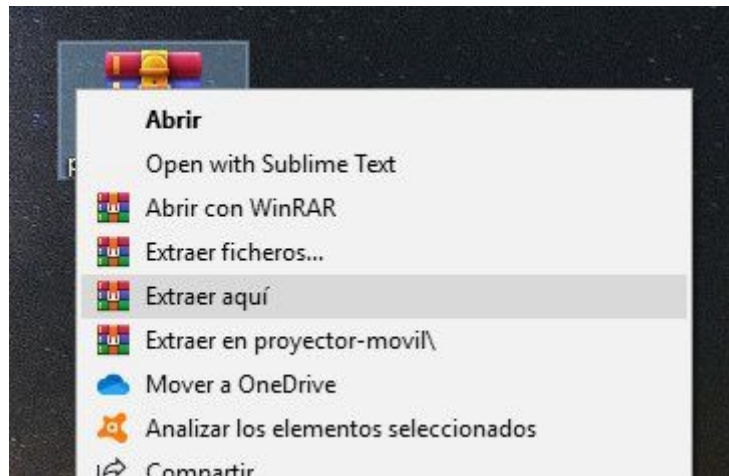 Abrir
Open with Sublime Text
Abrir con WinRAR
Extraer ficheros...
Extraer aquí
Extraer en proyector-movil\
Mover a OneDrive
Analizar los elementos seleccionados
Compartir